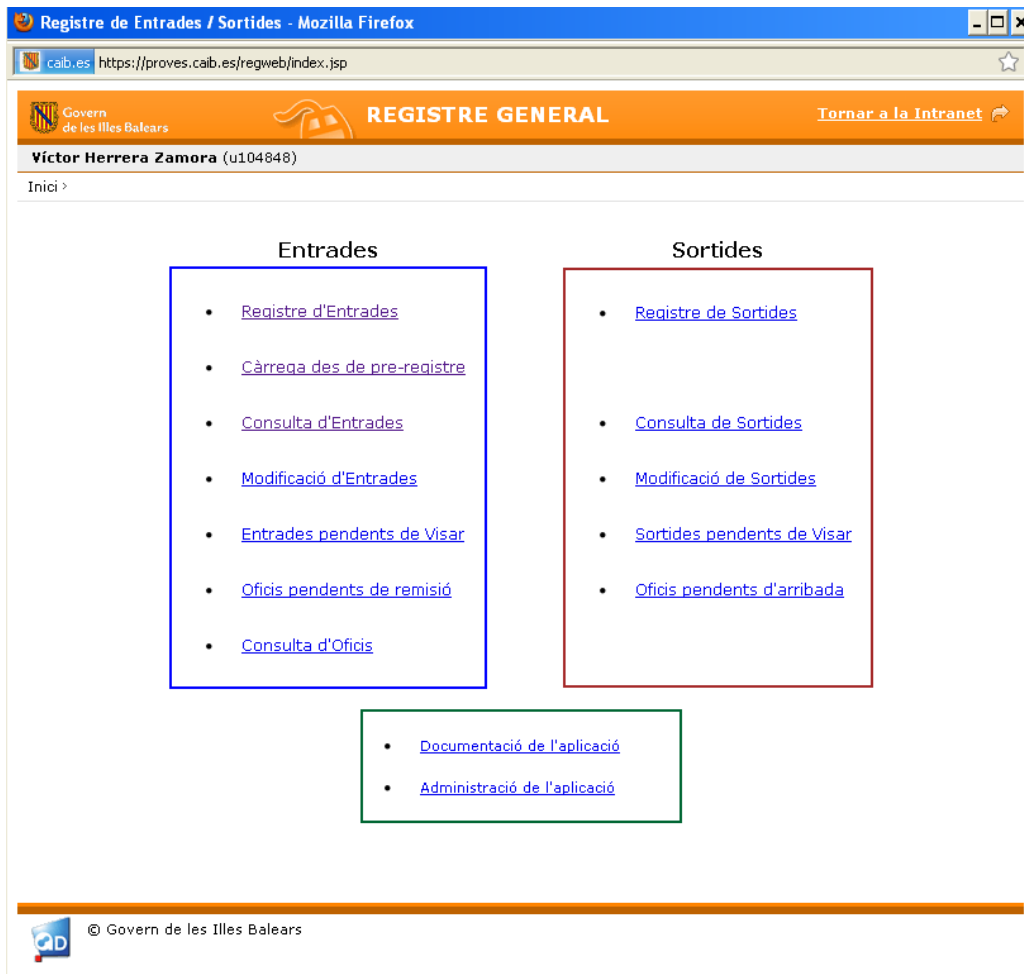 Registre de Entrades / Sortides - Mozilla Firefox
caib.es https://proves.caib.es/regweb/index.jsp
Govern
de les Illes Balears
REGISTRE GENERAL
Tornar a la Intranet
Víctor Herrera Zamora (u104848)
Inici >
Entrades
Registre d'Entrades
Càrrega des de pre-registre
Consulta d'Entrades
Modificació d'Entrades
Entrades pendents de Visar
Oficis pendents de remisió
Consulta d'Oficis
Sortides
Registre de Sortides
Consulta de Sortides
Modificació de Sortides
Sortides pendents de Visar
Oficis pendents d'arribada
Documentació de l'aplicació
Administració de l'aplicació
© Govern de les Illes Balears